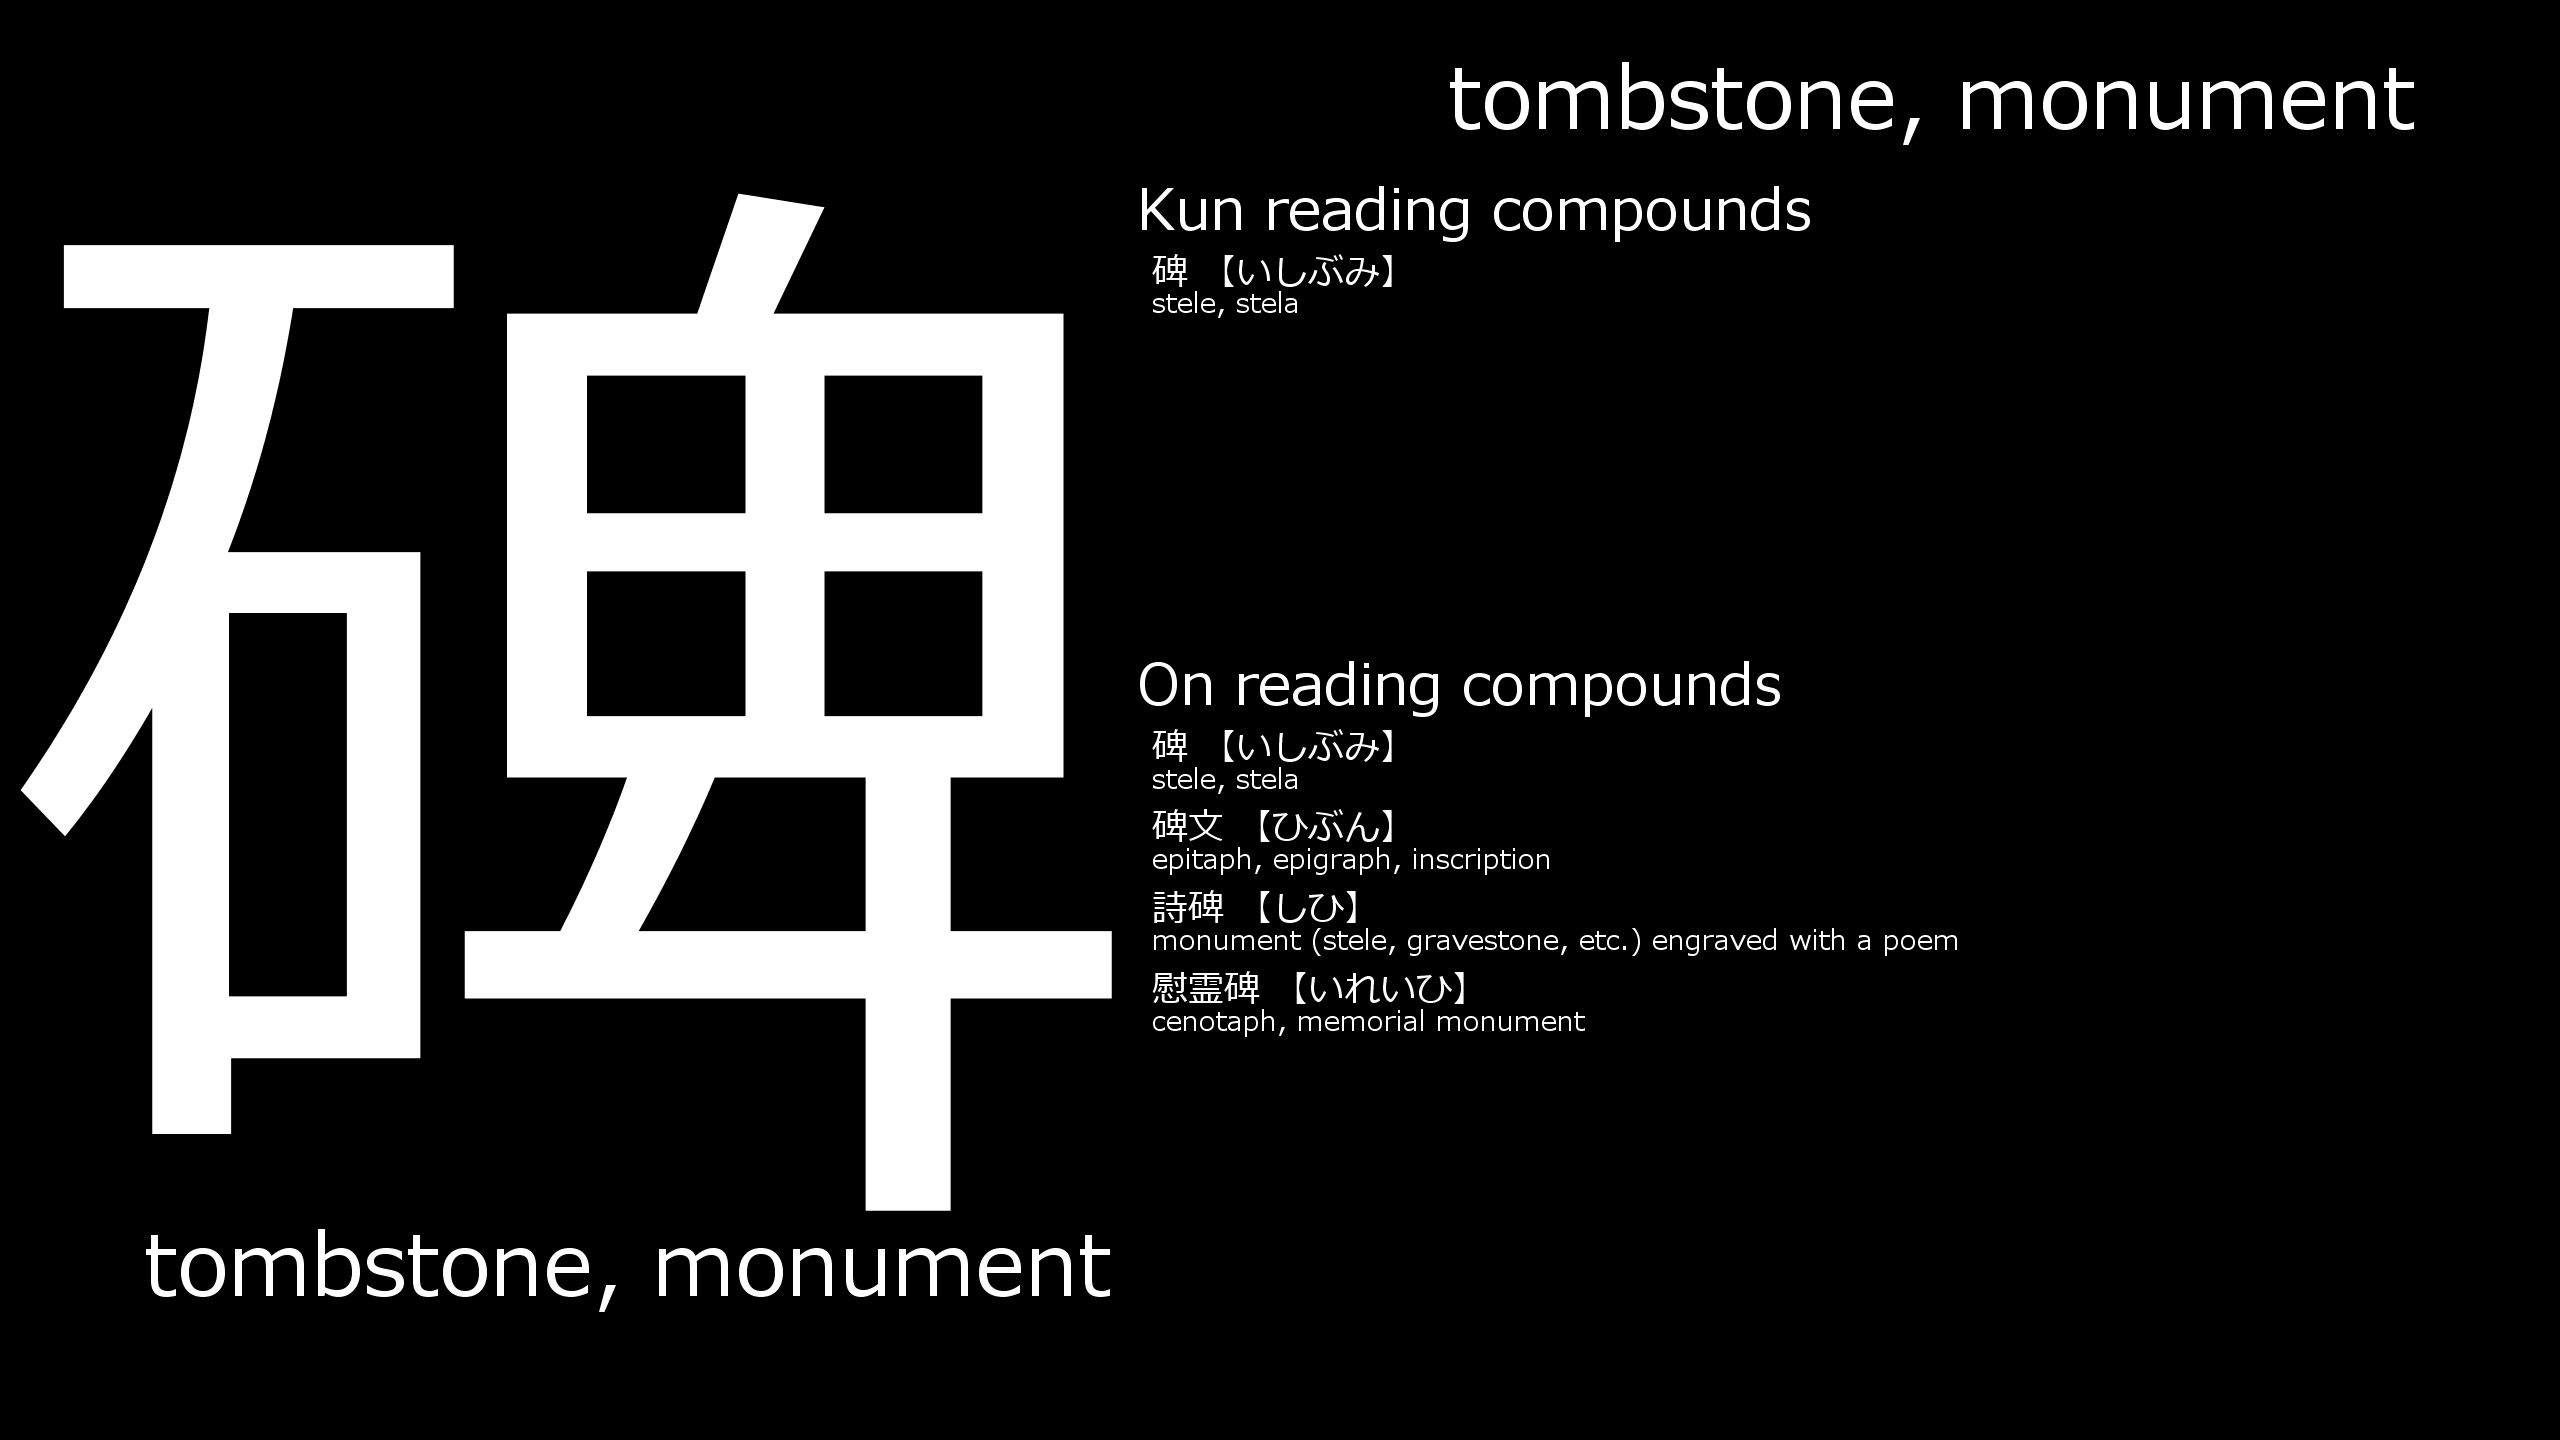 碑
tombstone, monument
tombstone, monument
Kun reading compounds
碑 【いしぶみ】
stele, stela
On reading compounds
碑 【いしぶみ】
stele, stela
碑文 【ひぶん】
epitaph, epigraph, inscription
詩碑 【しひ】
monument (stele, gravestone, etc.) engraved with a poem
慰霊碑 【いれいひ】
cenotaph, memorial monument